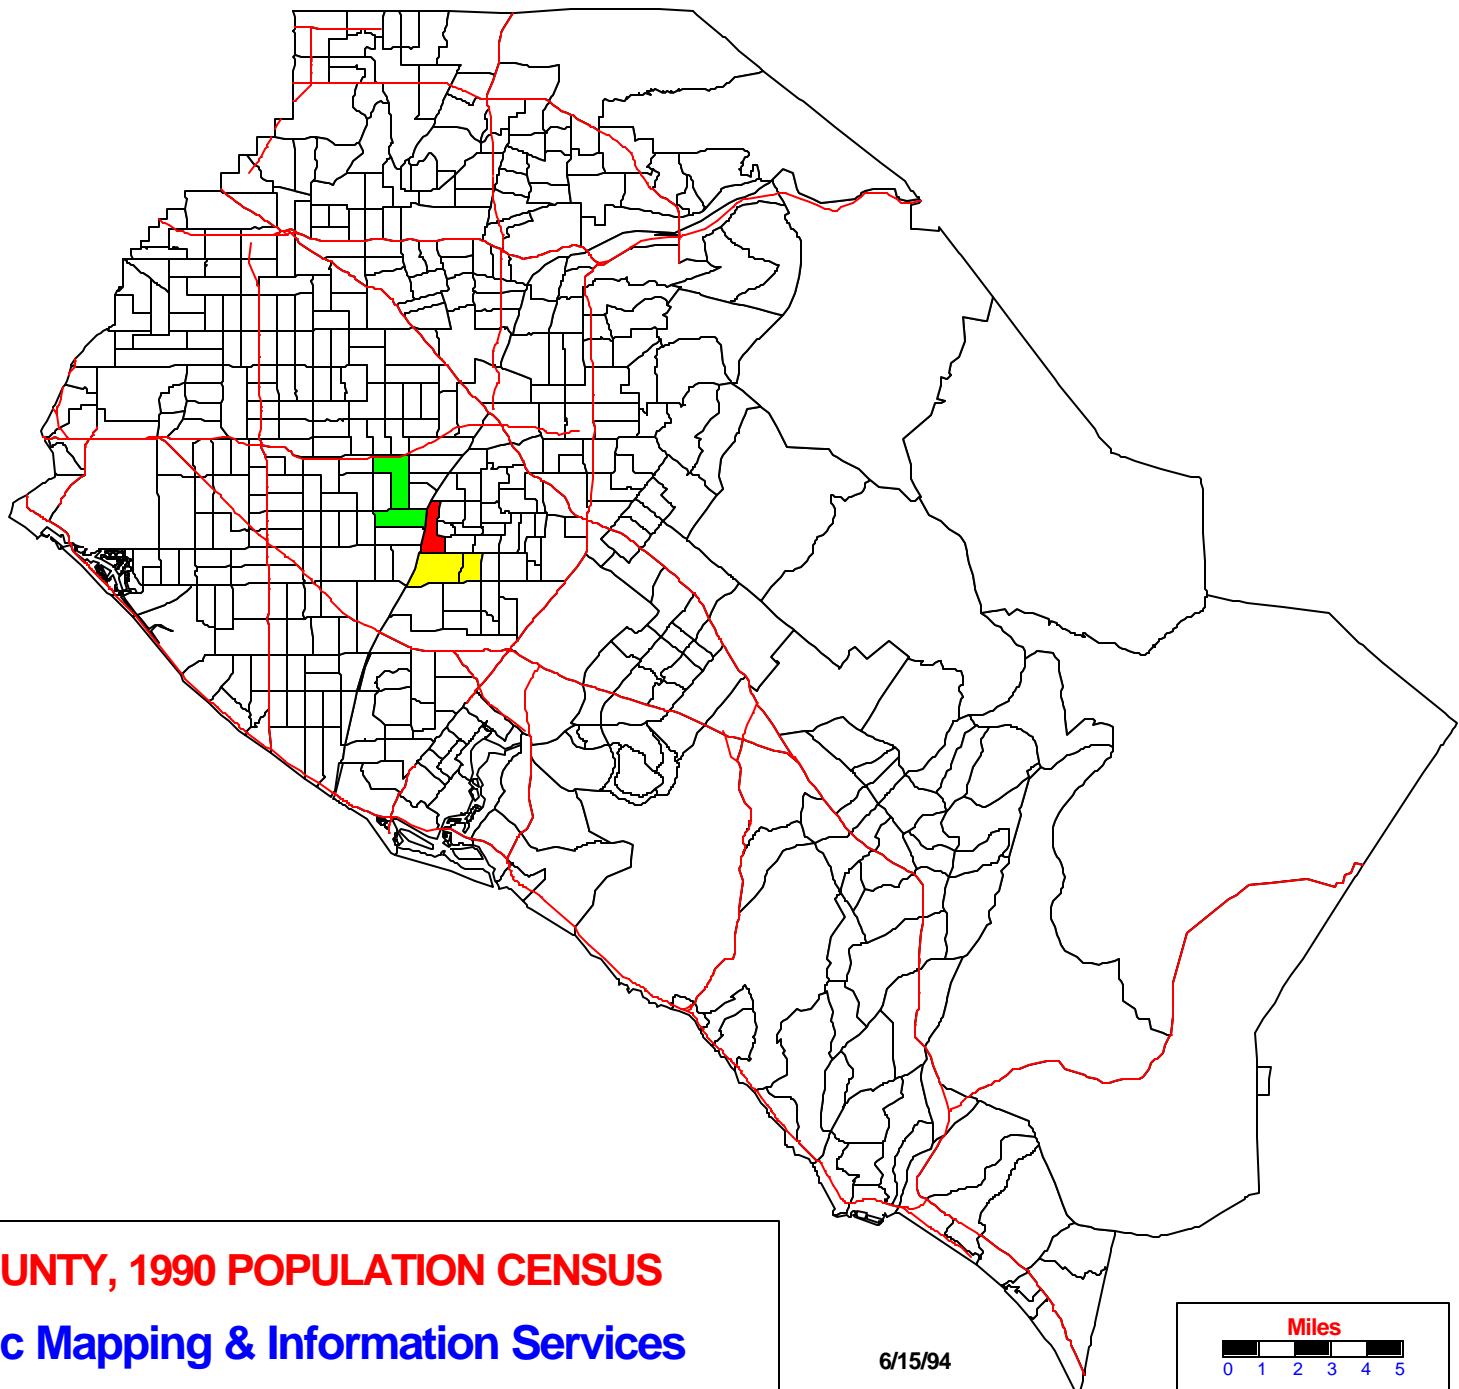 UNTY, 1990 POPULATION CENSUS
c Mapping & Information Services
6/15/94
Miles
0 1 2 3 4 5